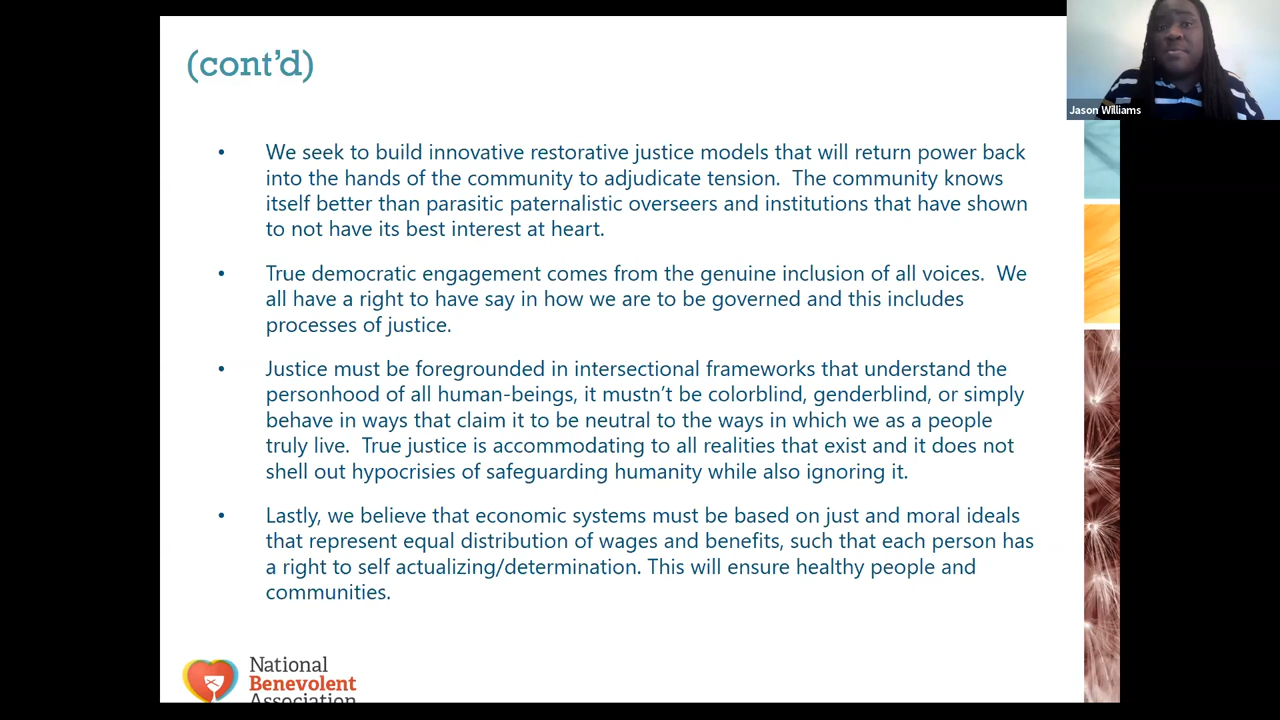 (cont’d)
Jason Williams
• We seek to build innovative restorative justice models that will return power back
into the hands of the community to adjudicate tension.  The community knows
itself better than parasitic paternalistic overseers and institutions that have shown
to not have its best interest at heart.
• True democratic engagement comes from the genuine inclusion of all voices.  We
all have a right to have say in how we are to be governed and this includes
processes of justice.
• Justice must be foregrounded in intersectional frameworks that understand the
personhood of all human-beings, it mustn’t be colorblind, genderblind, or simply
behave in ways that claim it to be neutral to the ways in which we as a people
truly live.  True justice is accommodating to all realities that exist and it does not
shell out hypocrisies of safeguarding humanity while also ignoring it.
• Lastly, we believe that economic systems must be based on just and moral ideals
that represent equal distribution of wages and benefits, such that each person has
a right to self actualizing/determination. This will ensure healthy people and
communities.
National
Benevolent
Association